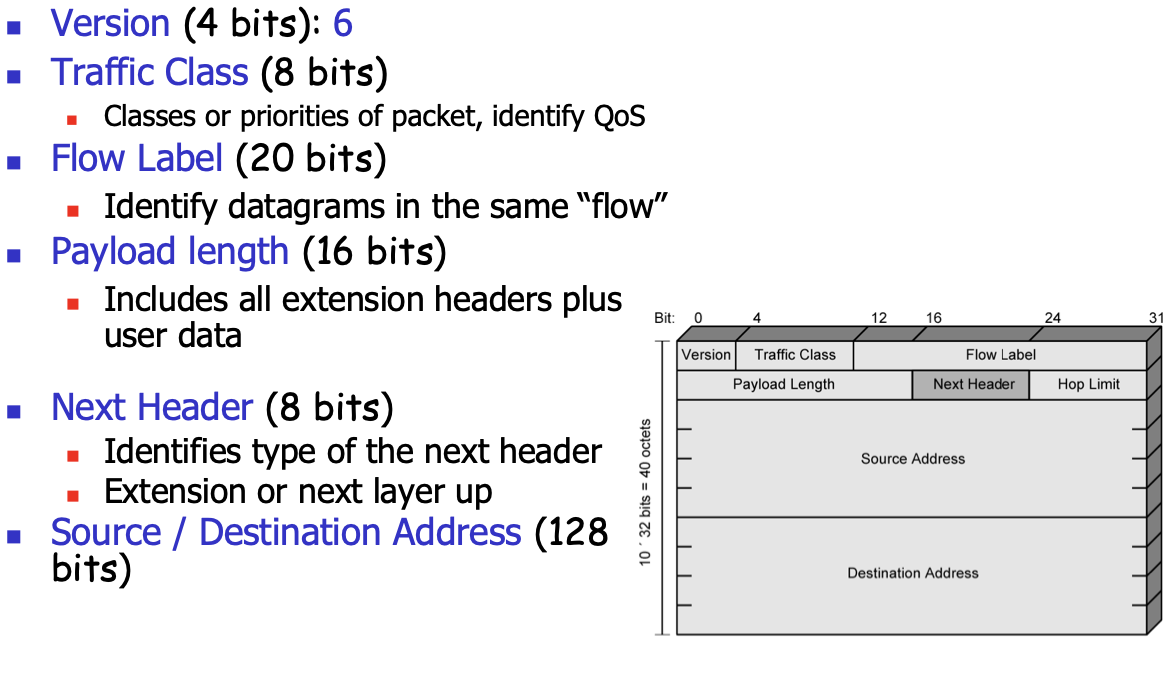 Version (4 bits): 6
Traffic Class (8 bits)
Classes or priorities of packet, identify QoS
Flow Label (20 bits)
Identify datagrams in the same “flow”
Payload length (16 bits)
Includes all extension headers plus
user data
Next Header (8 bits)
Identifies type of the next header
Extension or next layer up
Source / Destination Address (128
bits)
Bit: 0 4 12 16 24 31
Version Traffic Class Flow Label
Payload Length Next Header Hop Limit
Source Address
Destination Address
10 ´ 32 bits = 40 octets